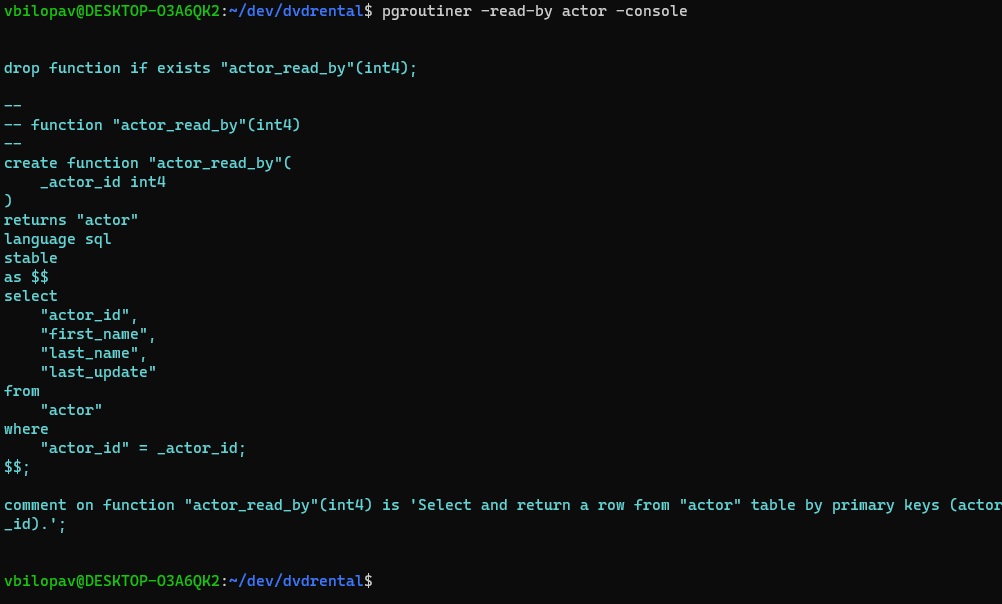 vbilopav@DESKTOP-O3A6QK2:~/dev/dvdrental$ pgroutiner -read-by actor -console
drop function if exists "actor_read_by"(int4);
--
-- function "actor_read_by"(int4)
--
create function "actor_read_by"(
    _actor_id int4
)
returns "actor"
language sql
stable
as $$
select
    "actor_id",
    "first_name",
    "last_name",
    "last_update"
from
    "actor"
where
    "actor_id" = _actor_id;
$$;
comment on function "actor_read_by"(int4) is 'Select and return a row from "actor" table by primary keys (actor
_id).';
vbilopav@DESKTOP-O3A6QK2:~/dev/dvdrental$